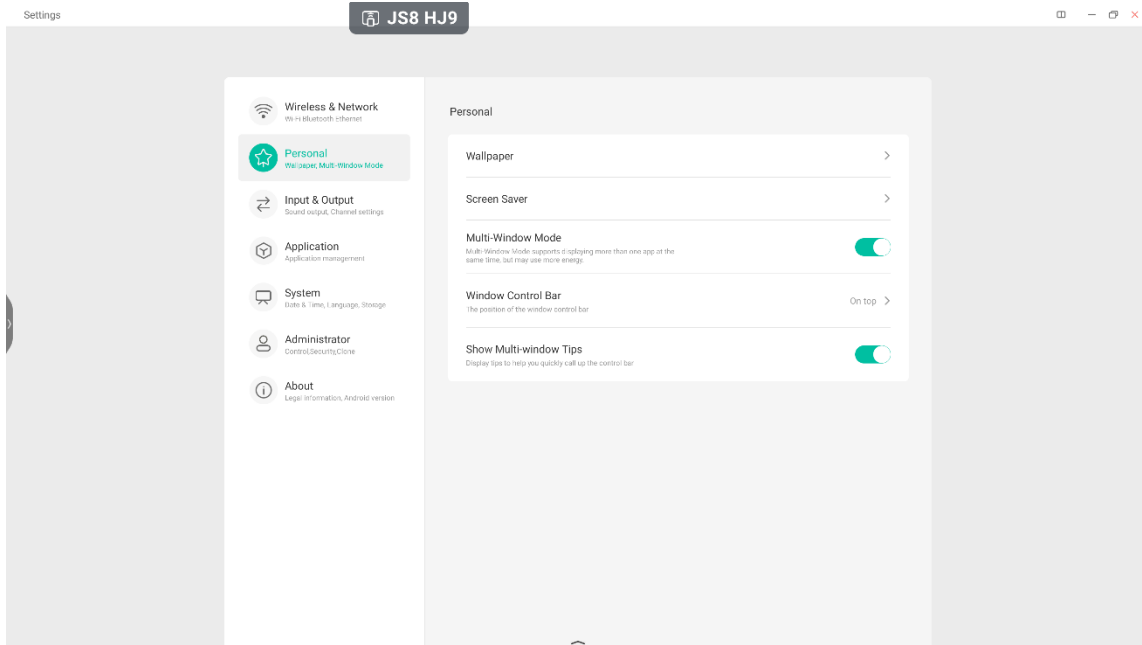 Settings
JS8 HJ9
Wireless & Network
Wi-Fi Bluetooth Ethernet
Personal
Wallpaper, Multi-Window Mode
Input & Output
Sound output, Channel settings
Application
Application management
System
Date & Time, Language, Storage
Administrator
Control,Security,Clone
About
Legal information, Android version
Personal
Wallpaper
Screen Saver
Multi-Window Mode
Multi-Window Mode supports displaying more than one app at the
same time, but may use more energy.
Window Control Bar
The position of the window control bar
On top
Show Multi-window Tips
Display tips to help you quickly call up the control bar